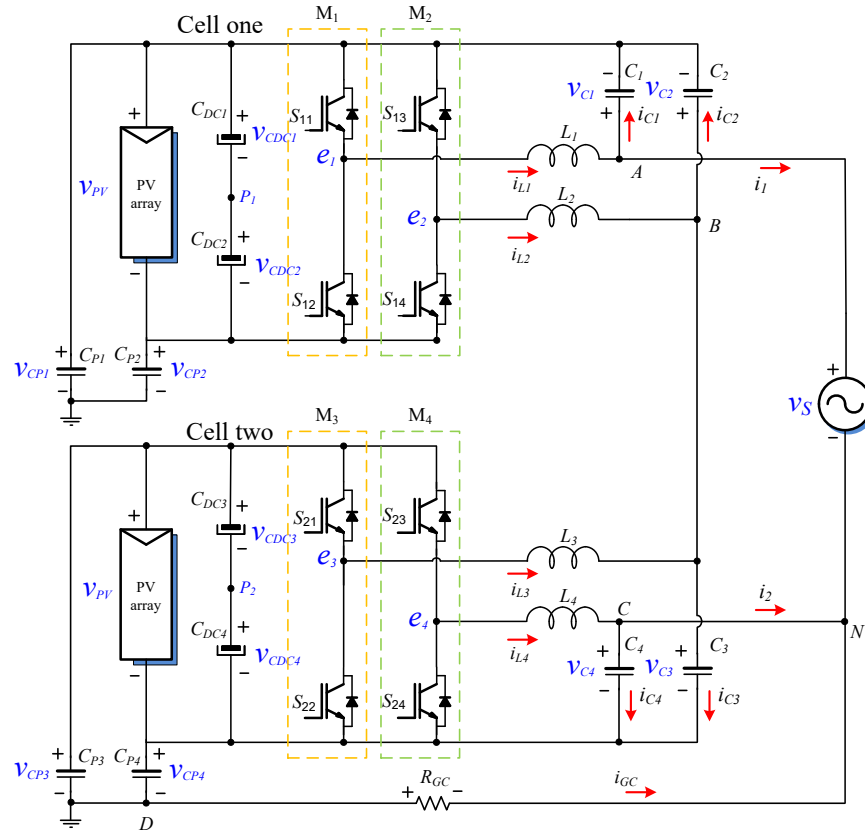 Cell one
M1
M2
C1
C2
vC1
vC2
iC1
iC2
CDC1
vCDC1
S11
S13
e1
L1
A
iL1
i1
vPV
PV
array
P1
e2
L2
B
iL2
CDC2
vCDC2
S12
S14
CP1
CP2
vCP1
vCP2
vS
Cell two
M3
M4
CDC3
vCDC3
S21
S23
e3
L3
iL3
vPV
PV
array
P2
e4
L4
C
i2
N
iL4
CDC4
vCDC4
C4
C3
vC4
vC3
iC4
iC3
S22
S24
CP3
CP4
vCP3
vCP4
RGC
iGC
D